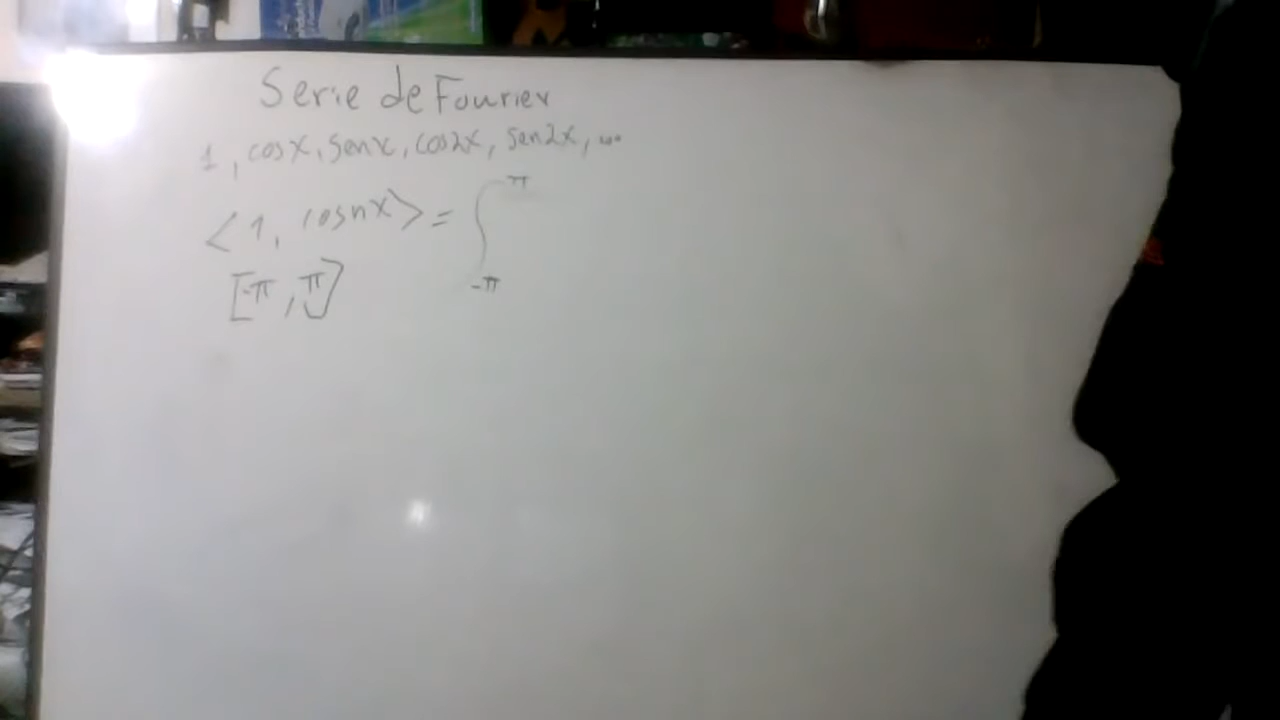 Serie de Fourier
1, cosx, senx, cos2x, sen2x, ...
<1, cosnx> = ∫_{-π}^{π}
[-π, π]